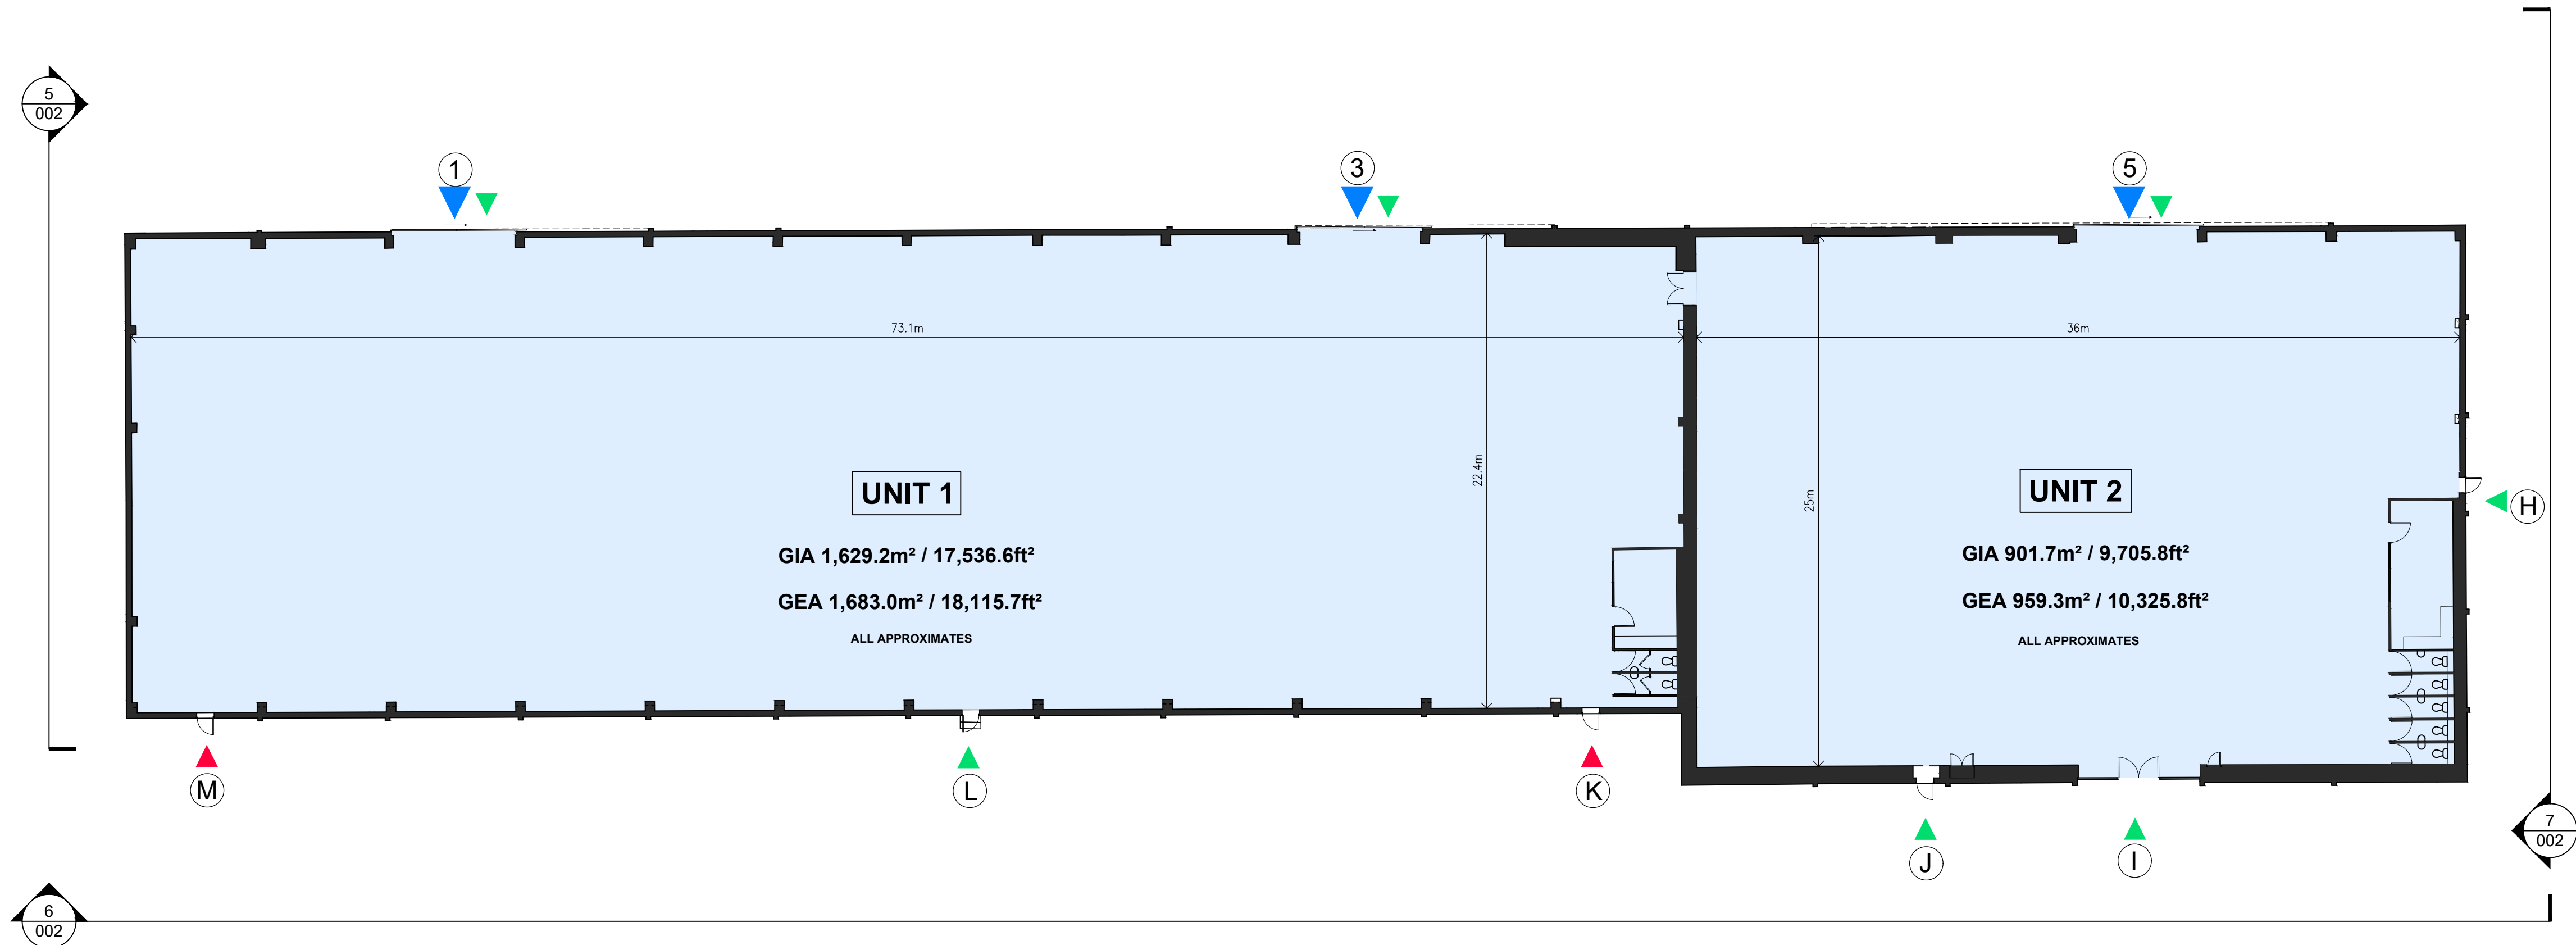 5
002
1
3
5
73.1m
36m
22.4m
25m
UNIT 1
GIA 1,629.2m² / 17,536.6ft²
GEA 1,683.0m² / 18,115.7ft²
ALL APPROXIMATES
UNIT 2
GIA 901.7m² / 9,705.8ft²
GEA 959.3m² / 10,325.8ft²
ALL APPROXIMATES
H
M
L
K
J
I
7
002
6
002